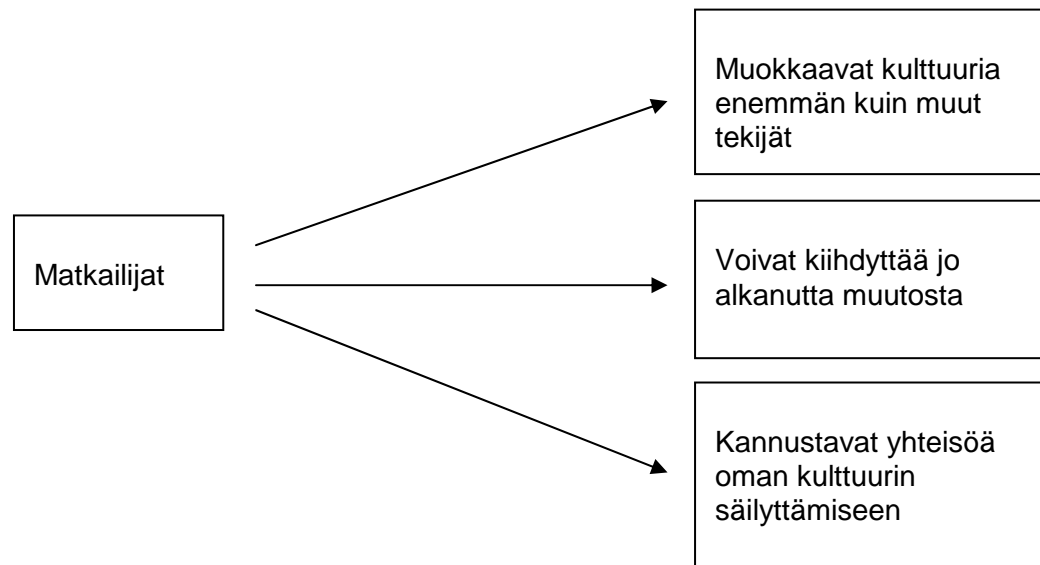 Matkailijat
Muokkaavat kulttuuria
enemmän kuin muut
tekijät
Voivat kiihdyttää jo
alkanutta muutosta
Kannustavat yhteisöä
oman kulttuurin
säilyttämiseen